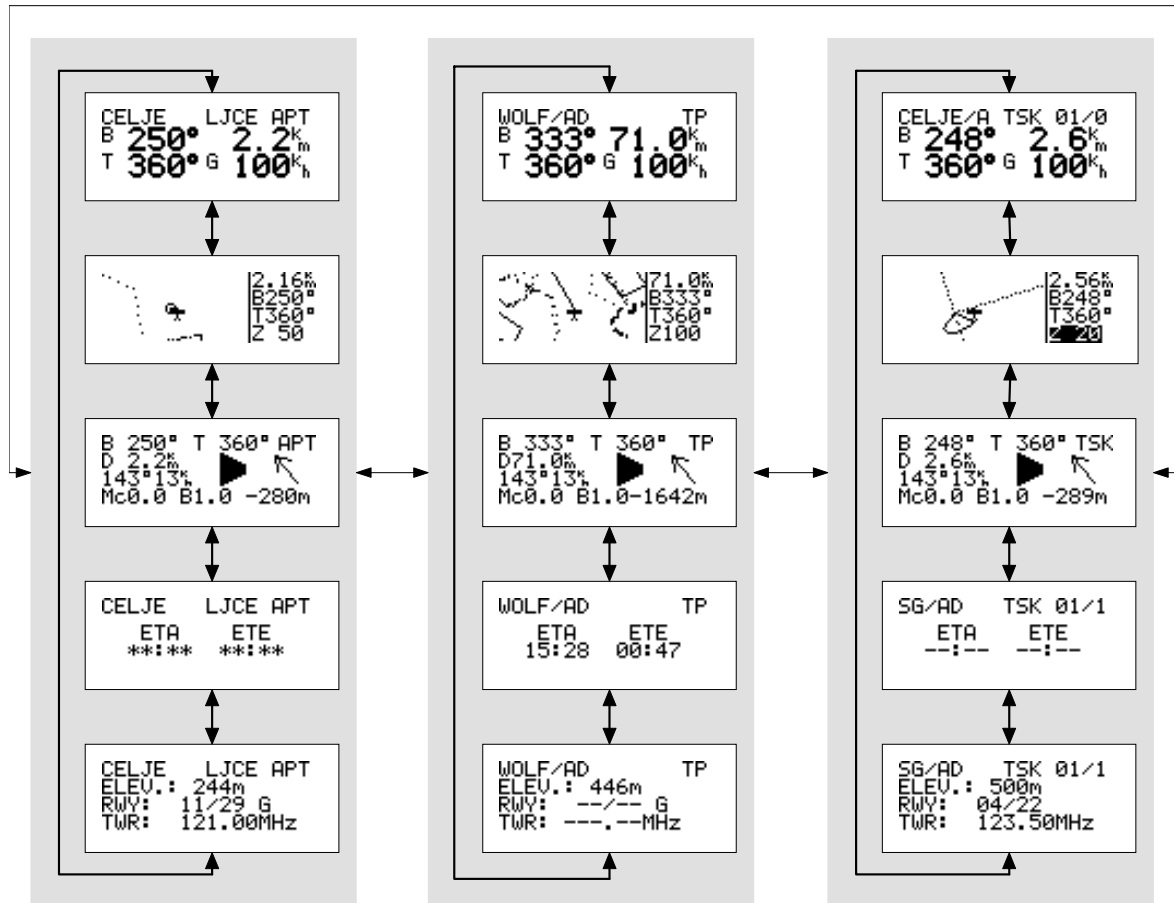 CELJE LJCE APT
B 250° 2.2Km
T 360° G 100Kh
2.16Km
B250°
T360°
Z 50
B 250° T 360° APT
D 2.2Km
143°13Kh
Mc0.0 B1.0 -280m
CELJE LJCE APT
ETA ETE
**:** **:**
CELJE LJCE APT
ELEV.: 244m
RWY: 11/29 G
TWR: 121.00MHz
WOLF/AD TP
B 333° 71.0Km
T 360° G 100Kh
71.0Km
B333°
T360°
Z100
B 333° T 360° TP
D71.0Km
143°13Kh
Mc0.0 B1.0-1642m
WOLF/AD TP
ETA ETE
15:28 00:47
WOLF/AD TP
ELEV.: 446m
RWY: --/-- G
TWR: ---.--MHz
CELJE/A TSK 01/0
B 248° 2.6Km
T 360° G 100Kh
2.56Km
B248°
T360°
Z 20
B 248° T 360° TSK
D 2.6Km
143°13Kh
Mc0.0 B1.0 -289m
SG/AD TSK 01/1
ETA ETE
--:-- --:--
SG/AD TSK 01/1
ELEV.: 500m
RWY: 04/22
TWR: 123.50MHz